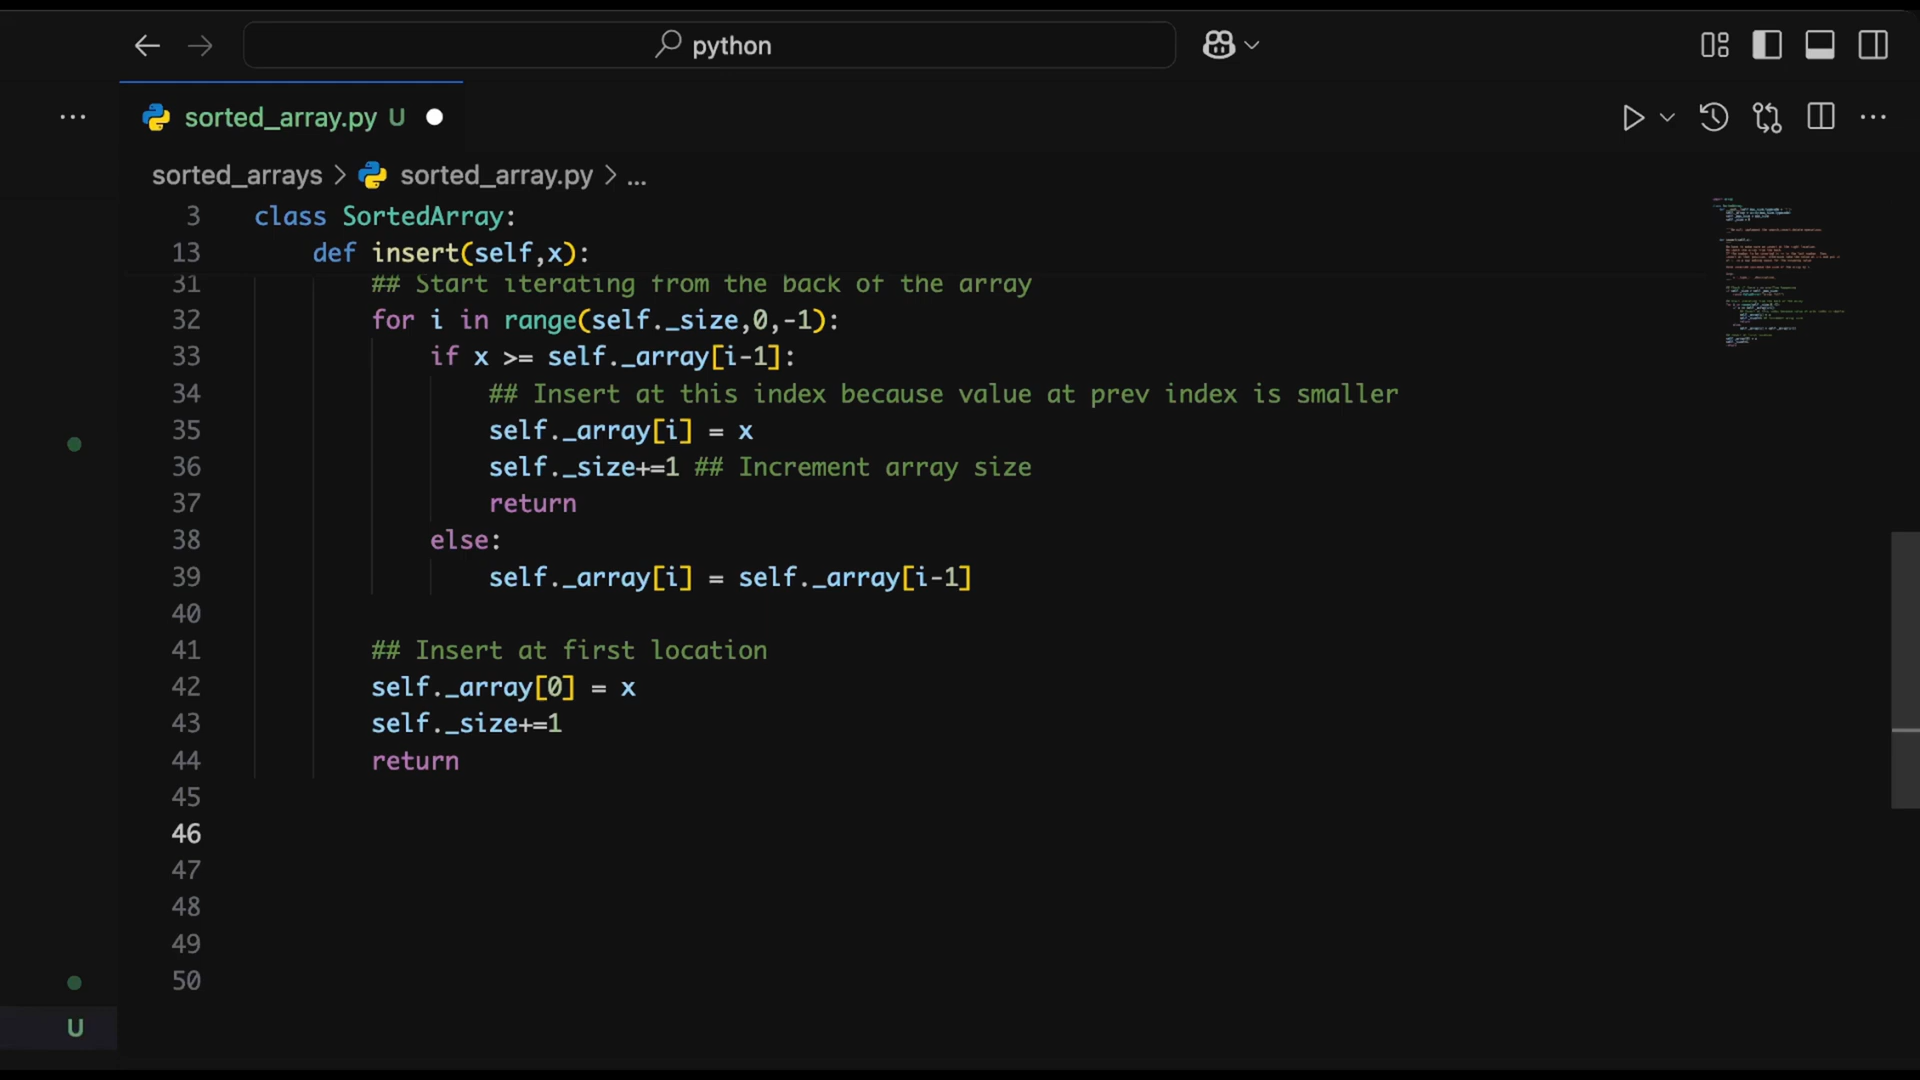 python
sorted_array.py U
sorted_arrays > sorted_array.py > ...
3 class SortedArray:
13 def insert(self,x):
31 ## Start iterating from the back of the array
32 for i in range(self._size,0,-1):
33 if x >= self._array[i-1]:
34 ## Insert at this index because value at prev index is smaller
35 self._array[i] = x
36 self._size+=1 ## Increment array size
37 return
38 else:
39 self._array[i] = self._array[i-1]
40
41 ## Insert at first location
42 self._array[0] = x
43 self._size+=1
44 return
45
46
47
48
49
50
U